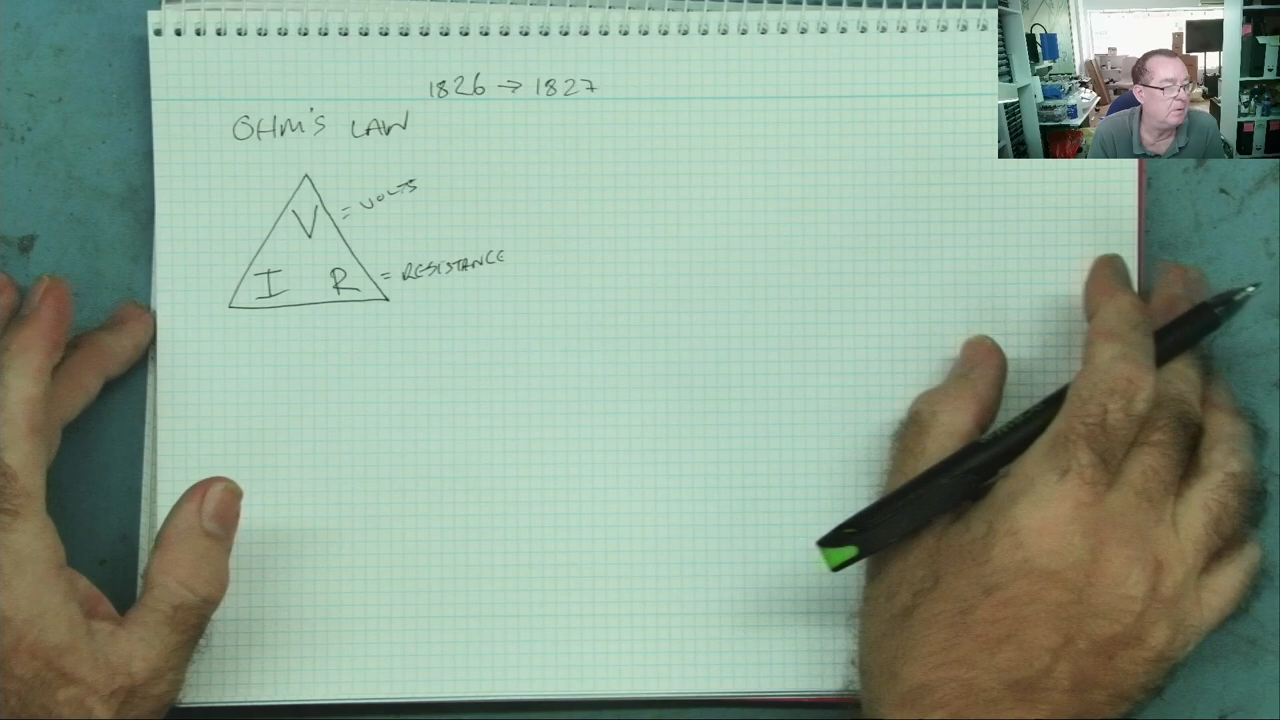 1826 → 1827
OHM'S LAW
V = VOLTS
I R = RESISTANCE